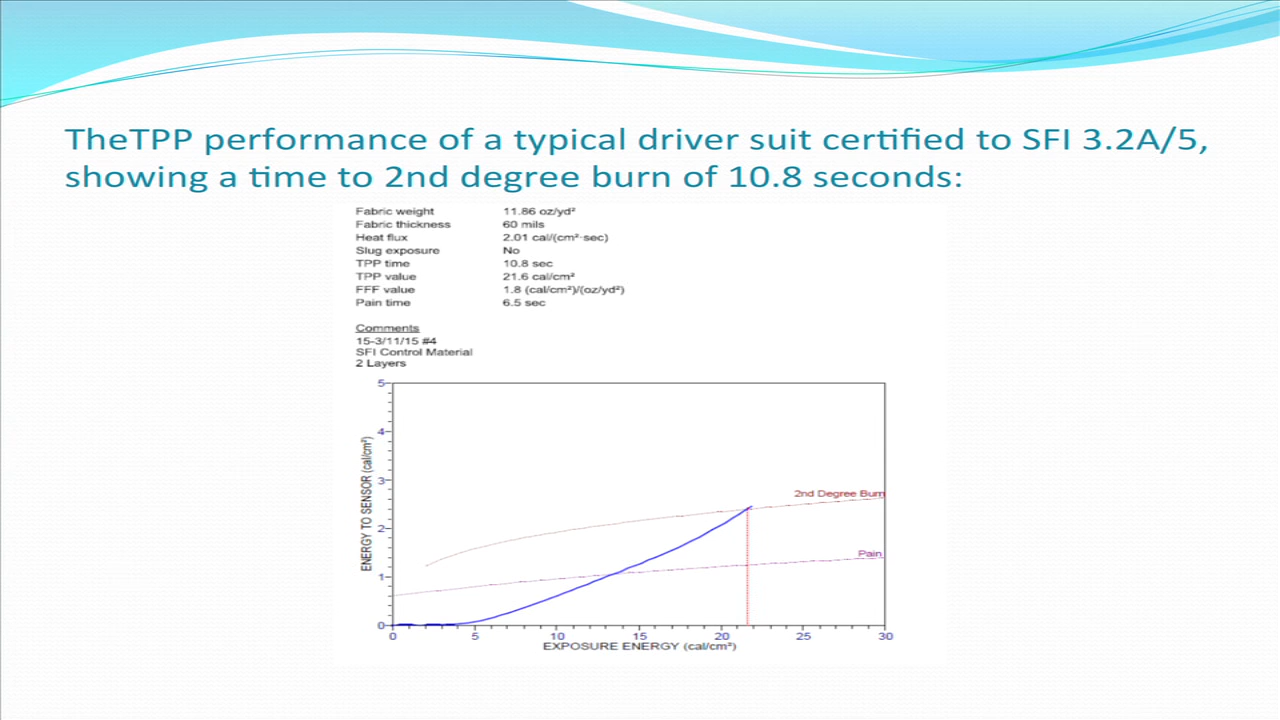 TheTPP performance of a typical driver suit certified to SFI 3.2A/5,
showing a time to 2nd degree burn of 10.8 seconds:
Fabric weight 11.86 oz/yd²
Fabric thickness 60 mils
Heat flux 2.01 cal/(cm²·sec)
Slug exposure No
TPP time 10.8 sec
TPP value 21.6 cal/cm²
FFF value 1.8 (cal/cm²)/(oz/yd²)
Pain time 6.5 sec
Comments
15-3/11/15 #4
SFI Control Material
2 Layers
5
4
3
2
1
0
ENERGY TO SENSOR (cal/cm²)
2nd Degree Burn
Pain
0 5 10 15 20 25 30
EXPOSURE ENERGY (cal/cm²)